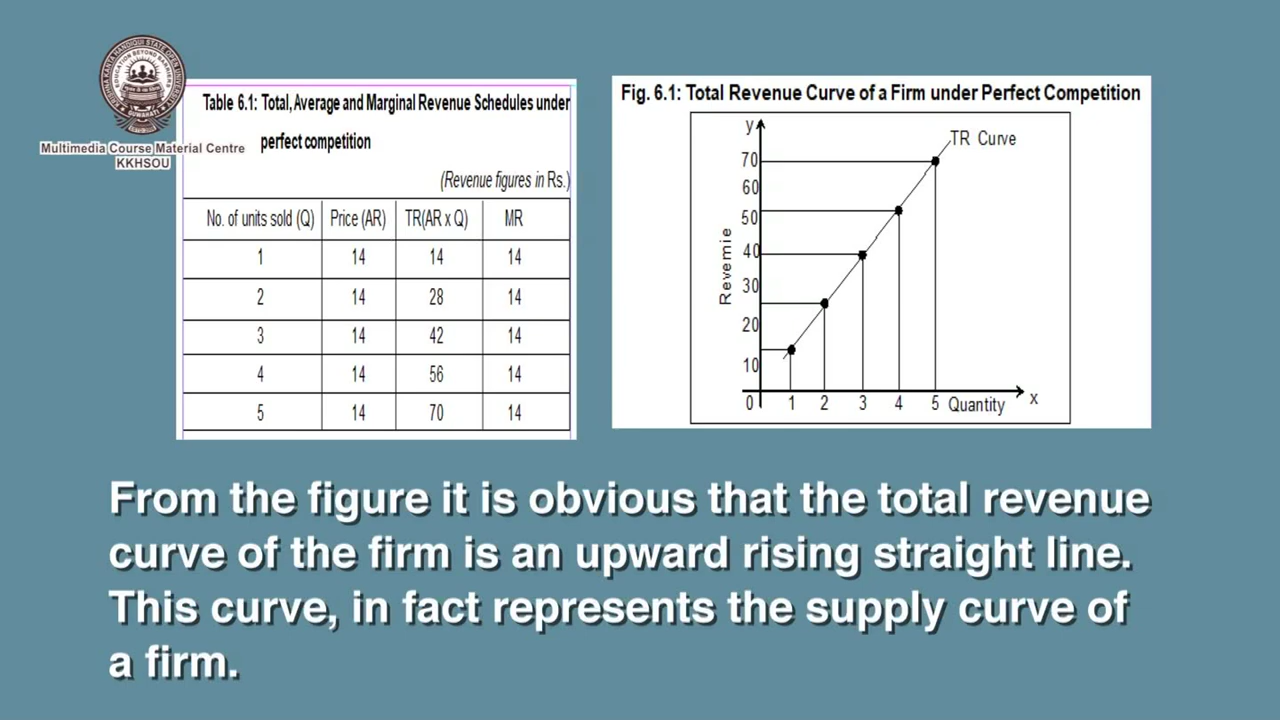 Multimedia Course Material Centre
KKHSOU
Table 6.1: Total, Average and Marginal Revenue Schedules under
perfect competition
(Revenue figures in Rs.)
No. of units sold (Q) Price (AR) TR(AR x Q) MR
1 14 14 14
2 14 28 14
3 14 42 14
4 14 56 14
5 14 70 14
Fig. 6.1: Total Revenue Curve of a Firm under Perfect Competition
y
TR Curve
70
60
50
40
30
20
10
Revemie
0 1 2 3 4 5 Quantity x
From the figure it is obvious that the total revenue
curve of the firm is an upward rising straight line.
This curve, in fact represents the supply curve of
a firm.